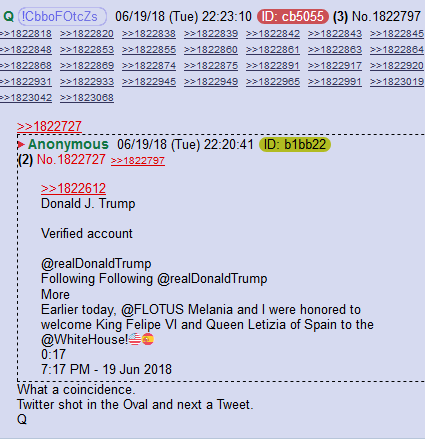 Q !CbboFOtcZs 06/19/18 (Tue) 22:23:10 ID: cb5055 (3) No.1822797
>>1822818 >>1822820 >>1822838 >>1822839 >>1822842 >>1822843 >>1822845
>>1822848 >>1822853 >>1822855 >>1822860 >>1822861 >>1822863 >>1822864
>>1822868 >>1822869 >>1822874 >>1822875 >>1822891 >>1822917 >>1822920
>>1822931 >>1822933 >>1822945 >>1822949 >>1822965 >>1822991 >>1823019
>>1823042 >>1823068
>>1822727
Anonymous 06/19/18 (Tue) 22:20:41 ID: b1bb22
(2) No.1822727 >>1822797
>>1822612
Donald J. Trump
Verified account
@realDonaldTrump
Following Following @realDonaldTrump
More
Earlier today, @FLOTUS Melania and I were honored to
welcome King Felipe VI and Queen Letizia of Spain to the
@WhiteHouse!🇺🇸🇪🇸
0:17
7:17 PM - 19 Jun 2018
What a coincidence.
Twitter shot in the Oval and next a Tweet.
Q